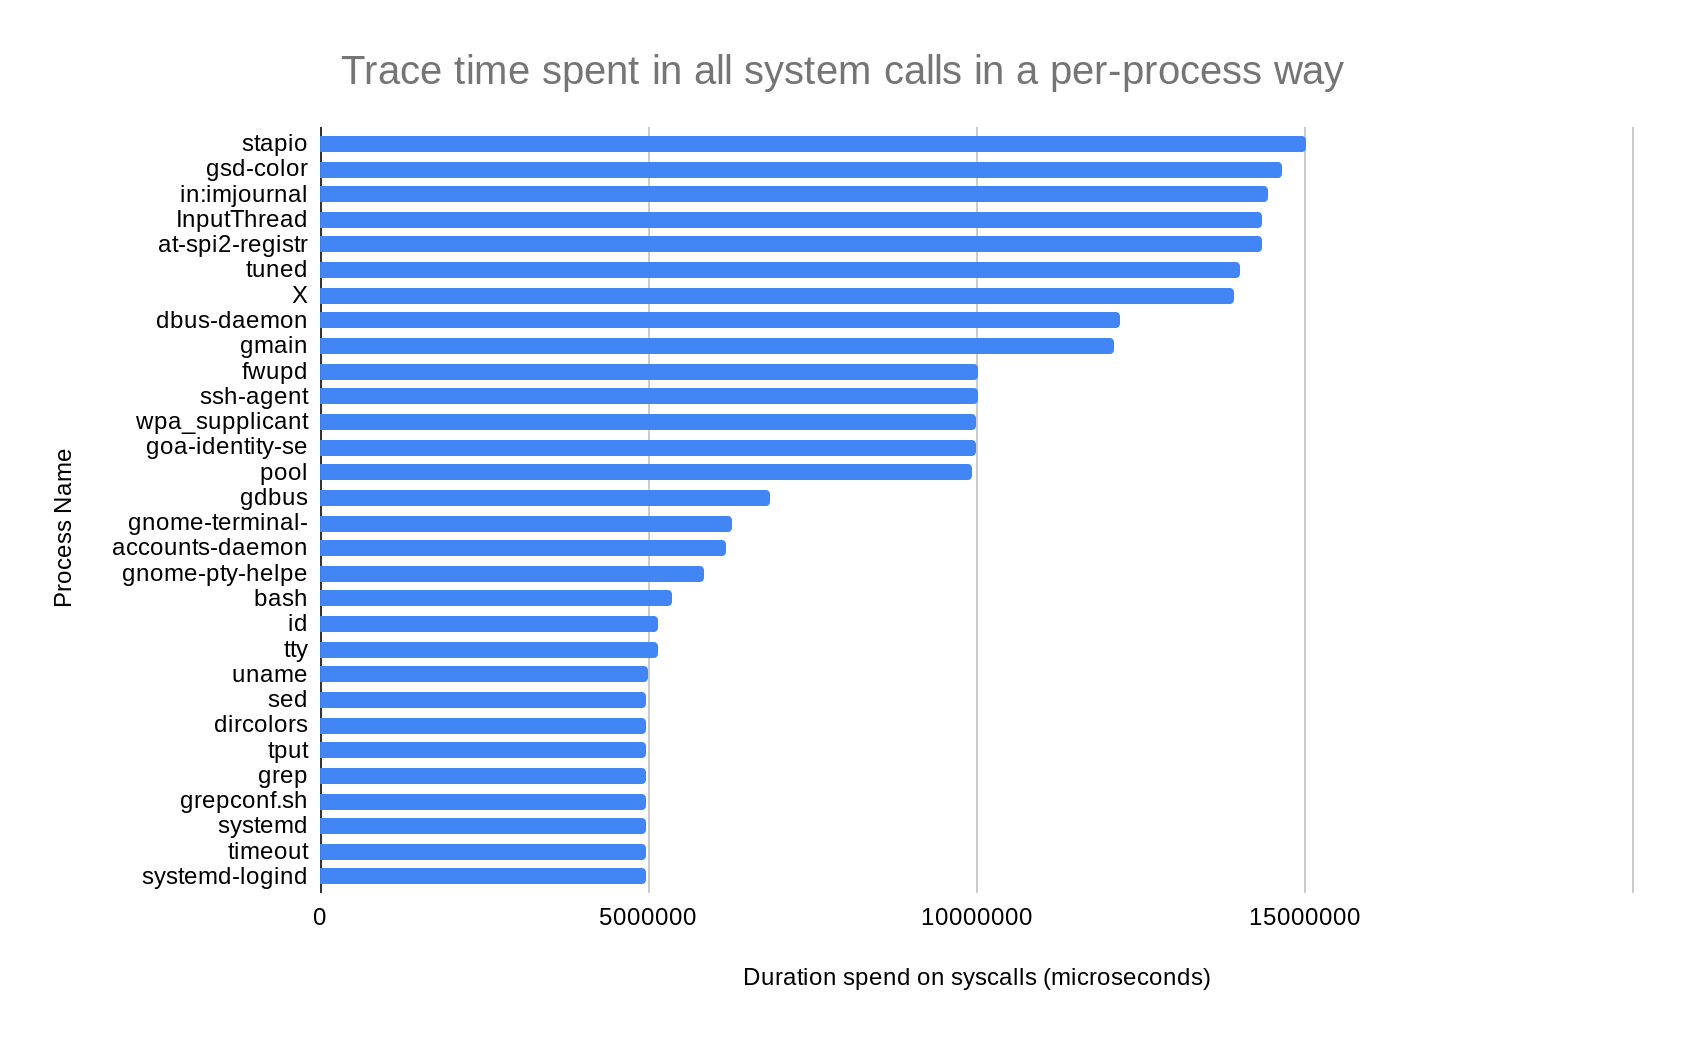 Trace time spent in all system calls in a per-process way
Process Name
stapio
gsd-color
in:imjournal
InputThread
at-spi2-registr
tuned
X
dbus-daemon
gmain
fwupd
ssh-agent
wpa_supplicant
goa-identity-se
pool
gdbus
gnome-terminal-
accounts-daemon
gnome-pty-helpe
bash
id
tty
uname
sed
dircolors
tput
grep
grepconf.sh
systemd
timeout
systemd-logind
0 5000000 10000000 15000000
Duration spend on syscalls (microseconds)